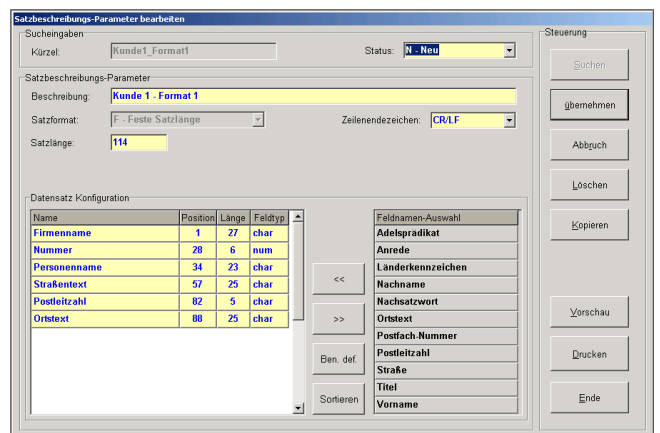 Satzbeschreibungs-Parameter bearbeiten
Sucheingaben
Kürzel: Kunde1_Format1 Status: N - Neu
Satzbeschreibungs-Parameter
Beschreibung: Kunde 1 - Format 1
Satzformat: F - Feste Satzlänge Zeilenendezeichen: CR/LF
Satzlänge: 114
Datensatz Konfiguration
Name Position Länge Feldtyp
Firmenname 1 27 char
Nummer 28 6 num
Personenname 34 23 char
Straßentext 57 25 char
Postleitzahl 82 5 char
Ortstext 88 25 char
<<
>>
Ben. def.
Sortieren
Feldnamen-Auswahl
Adelsprädikat
Anrede
Länderkennzeichen
Nachname
Nachsatzwort
Ortstext
Postfach-Nummer
Postleitzahl
Straße
Titel
Vorname
Steuerung
Suchen
übernehmen
Abbruch
Löschen
Kopieren
Vorschau
Drucken
Ende